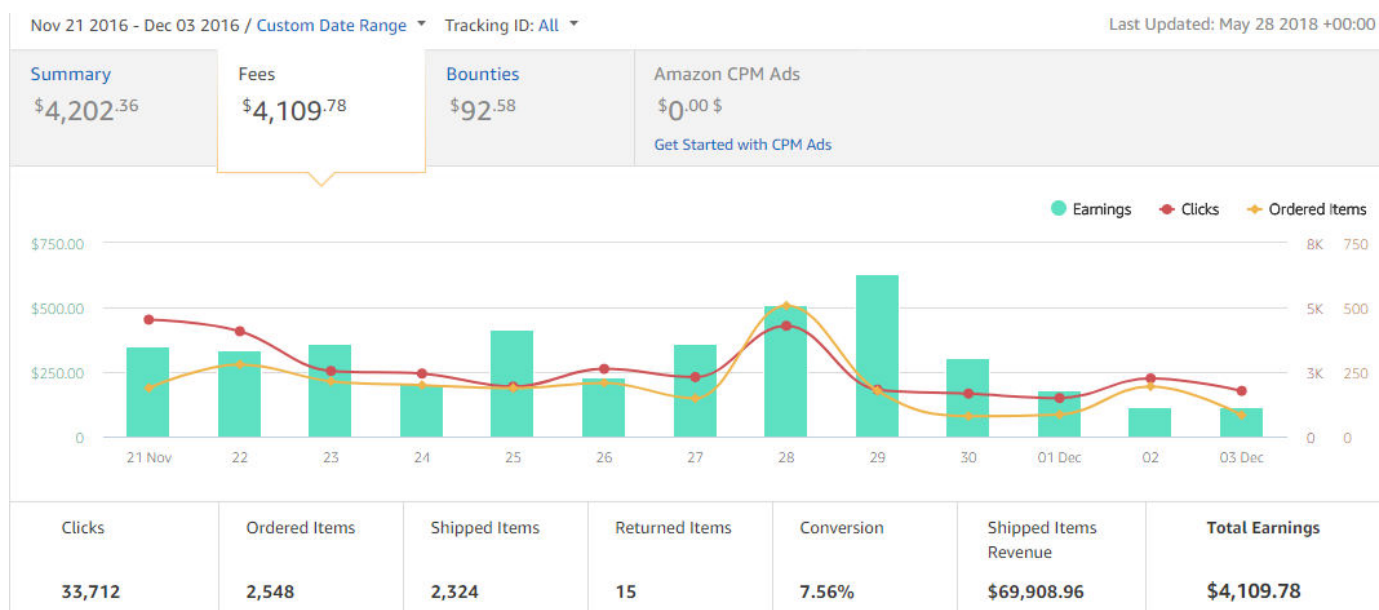 Nov 21 2016 - Dec 03 2016 / Custom Date Range Tracking ID: All Last Updated: May 28 2018 +00:00
Summary Fees Bounties Amazon CPM Ads
$4,202.36 $4,109.78 $92.58 $0.00 $
Get Started with CPM Ads
Earnings Clicks Ordered Items
$750.00 8K 750
$500.00 5K 500
$250.00 3K 250
0 0 0
21 Nov 22 23 24 25 26 27 28 29 30 01 Dec 02 03 Dec
Clicks Ordered Items Shipped Items Returned Items Conversion Shipped Items Total Earnings
Revenue
33,712 2,548 2,324 15 7.56% $69,908.96 $4,109.78